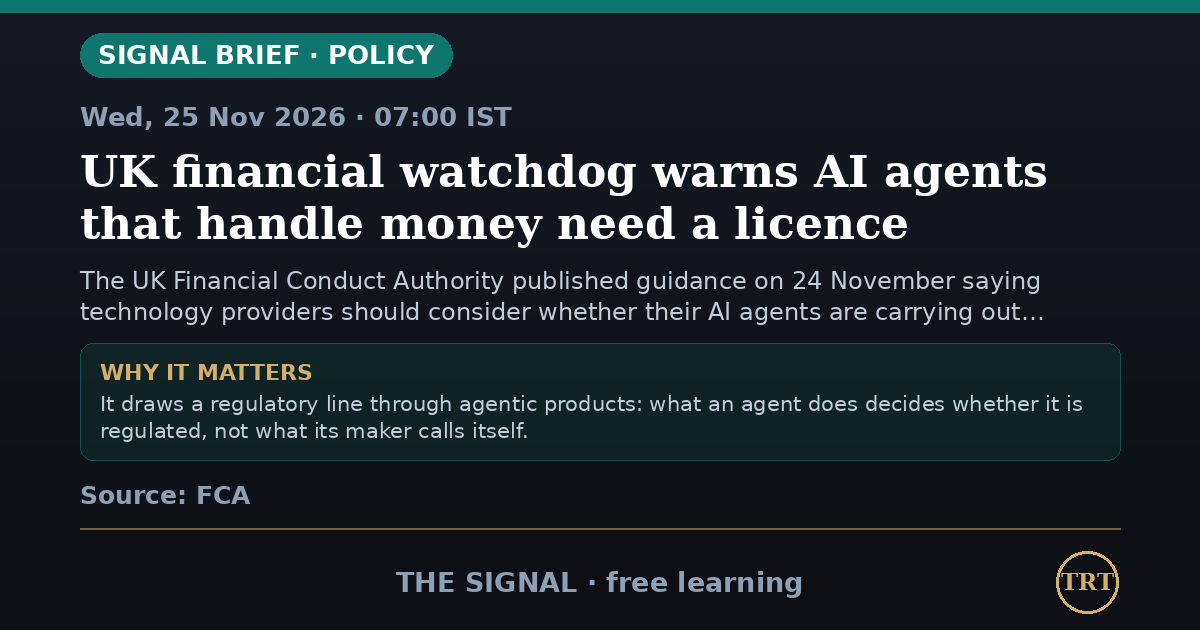 SIGNAL BRIEF · POLICY
Wed, 25 Nov 2026 · 07:00 IST
UK financial watchdog warns AI agents
that handle money need a licence
The UK Financial Conduct Authority published guidance on 24 November saying
technology providers should consider whether their AI agents are carrying out…
WHY IT MATTERS
It draws a regulatory line through agentic products: what an agent does decides whether it is
regulated, not what its maker calls itself.
Source: FCA
THE SIGNAL · free learning
TRT